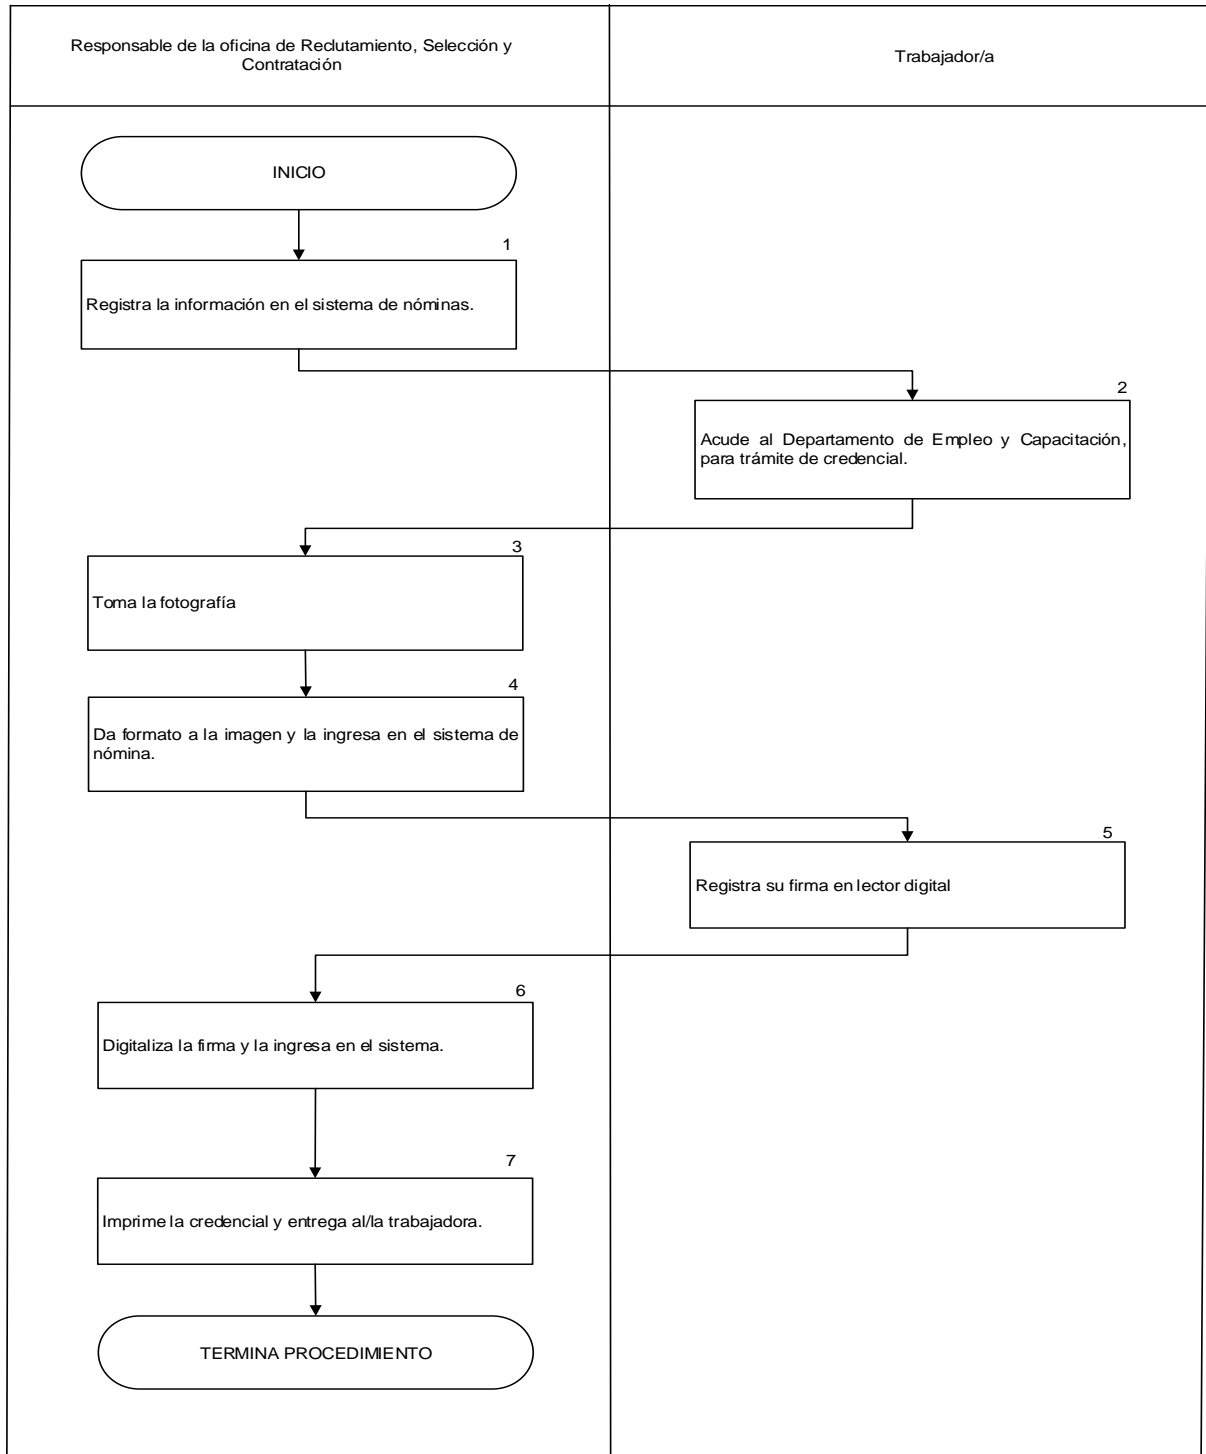 Responsable de la oficina de Reclutamiento, Selección y
Contratación
Trabajador/a
INICIO
1
Registra la información en el sistema de nóminas.
2
Acude al Departamento de Empleo y Capacitación,
para trámite de credencial.
3
Toma la fotografía
4
Da formato a la imagen y la ingresa en el sistema de
nómina.
5
Registra su firma en lector digital
6
Digitaliza la firma y la ingresa en el sistema.
7
Imprime la credencial y entrega al/la trabajadora.
TERMINA PROCEDIMIENTO